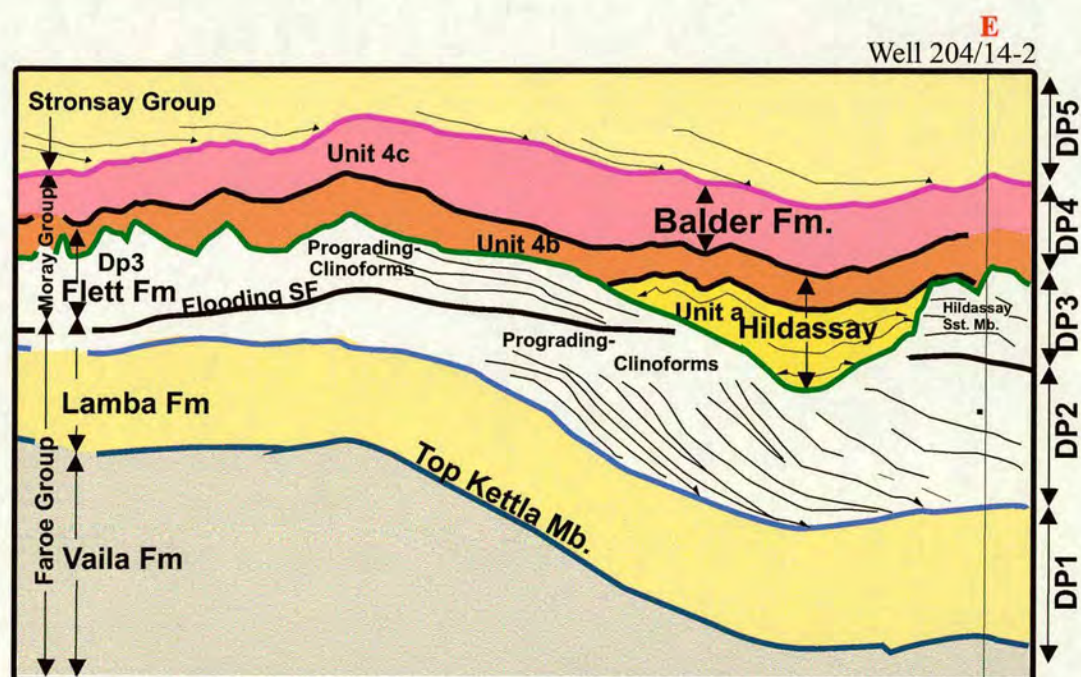 E
Well 204/14-2
Stronsay Group
DP5
Unit 4c
Moray Group
DP4
Balder Fm.
Unit 4b
Prograding-
Clinoforms
Dp3
Flett Fm
Flooding SF
Unit a
Hildassay
Hildassay
Sst. Mb.
DP3
Prograding-
Clinoforms
Lamba Fm
DP2
Top Kettla Mb.
Faroe Group
Vaila Fm
DP1